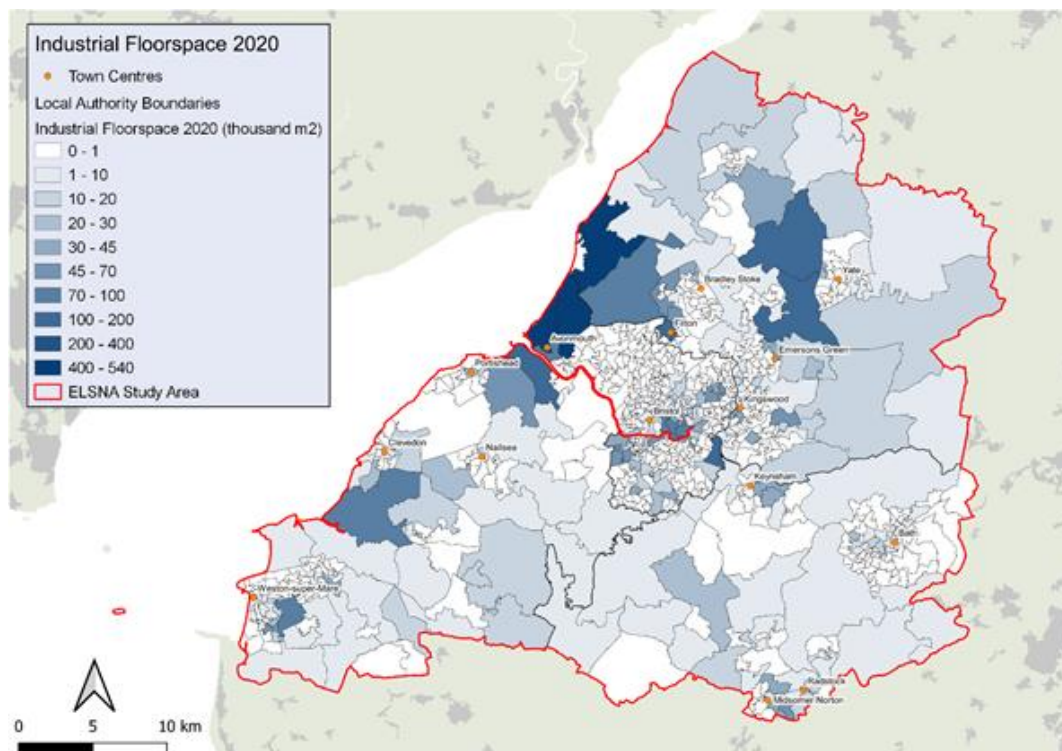 Industrial Floorspace 2020
Town Centres
Local Authority Boundaries
Industrial Floorspace 2020 (thousand m2)
0 - 1
1 - 10
10 - 20
20 - 30
30 - 45
45 - 70
70 - 100
100 - 200
200 - 400
400 - 540
ELSNA Study Area
Yate
Bradley Stoke
Filton
Avonmouth
Emersons Green
Portishead
Kingswood
Bristol
Clevedon
Nailsea
Keynsham
Bath
Weston-super-Mare
Radstock
Midsomer Norton
0 5 10 km